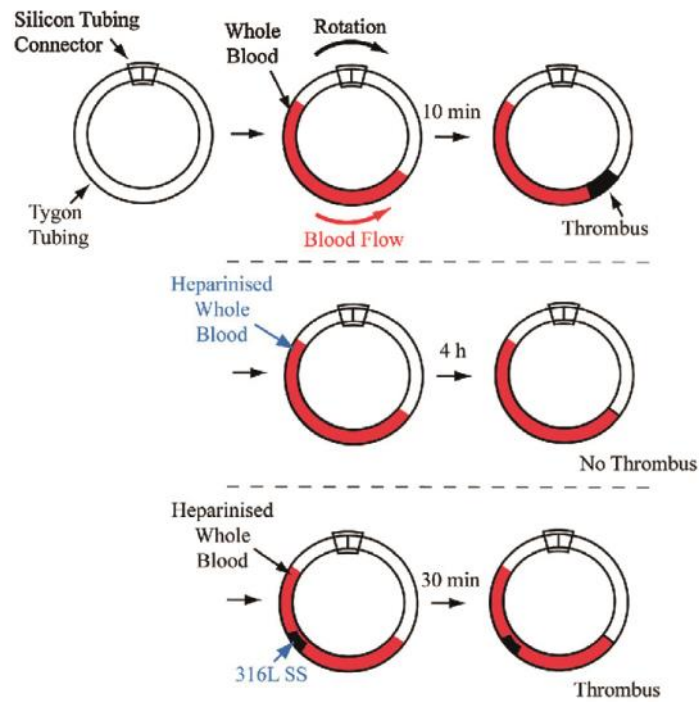 Silicon Tubing
Connector
Whole
Blood
Rotation
10 min
Tygon
Tubing
Blood Flow
Thrombus
Heparinised
Whole
Blood
4 h
No Thrombus
Heparinised
Whole
Blood
30 min
316L SS
Thrombus